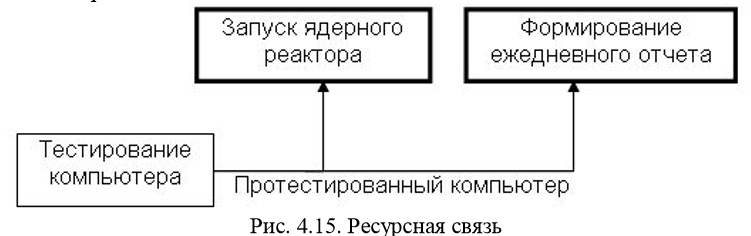 Запуск ядерного
реактора
Формирование
ежедневного отчета
Тестирование
компьютера
Протестированный компьютер
Рис. 4.15. Ресурсная связь